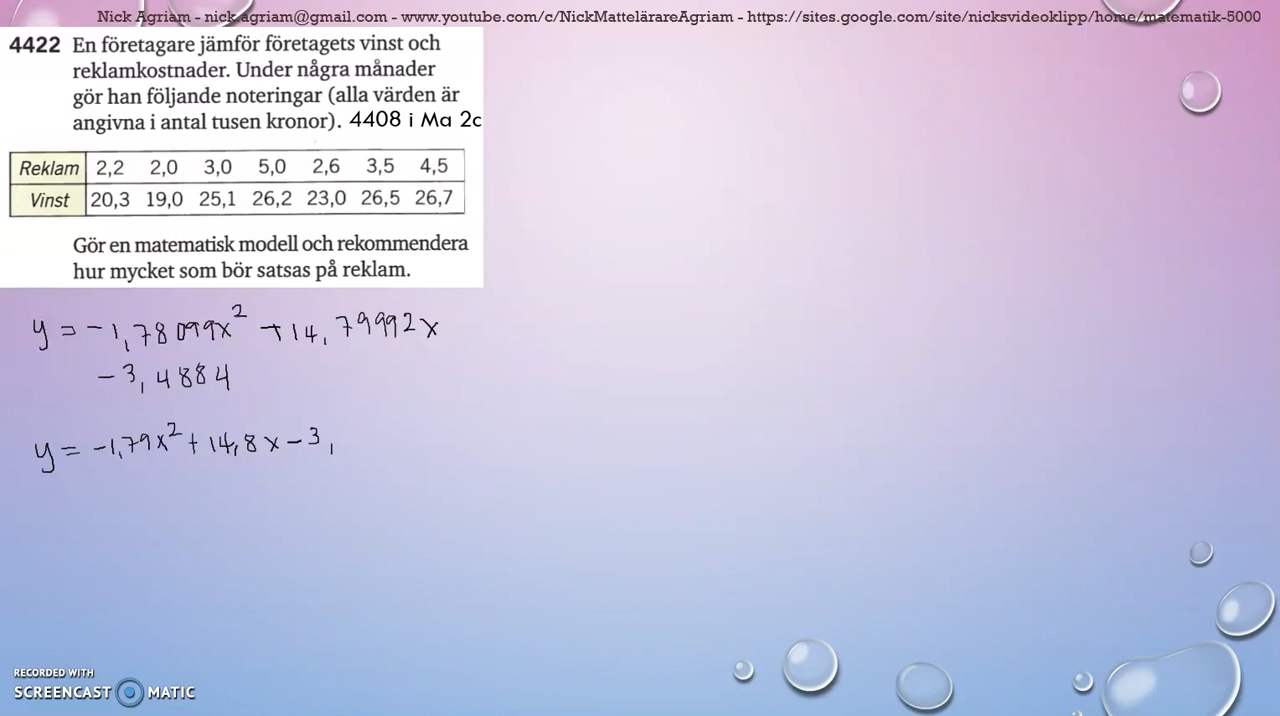 Nick Agriam - nick.agriam@gmail.com - www.youtube.com/c/NickMattelärareAgriam - https://sites.google.com/site/nicksvideoklipp/home/matematik-5000
4422 En företagare jämför företagets vinst och
reklamkostnader. Under några månader
gör han följande noteringar (alla värden är
angivna i antal tusen kronor). 4408 i Ma 2c
Reklam 2,2 2,0 3,0 5,0 2,6 3,5 4,5
Vinst 20,3 19,0 25,1 26,2 23,0 26,5 26,7
Gör en matematisk modell och rekommendera
hur mycket som bör satsas på reklam.
y = -1,78099x² +14,79992x
-3,4884
y = -1,79x² + 14,8x - 3,
RECORDED WITH
SCREENCAST MATIC